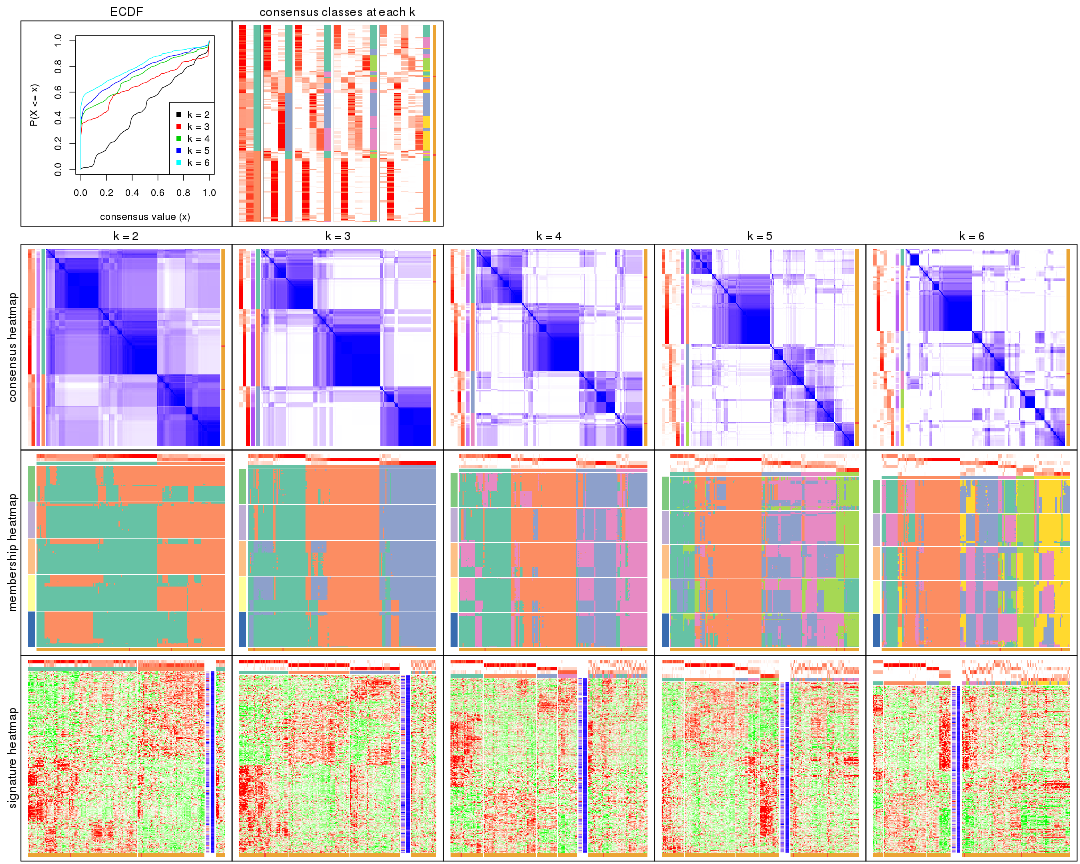 ECDF
consensus classes at each k
P(X <= x)
0.0 0.2 0.4 0.6 0.8 1.0
k = 2
k = 3
k = 4
k = 5
k = 6
0.0 0.2 0.4 0.6 0.8 1.0
consensus value (x)
k = 2
k = 3
k = 4
k = 5
k = 6
consensus heatmap
membership heatmap
signature heatmap